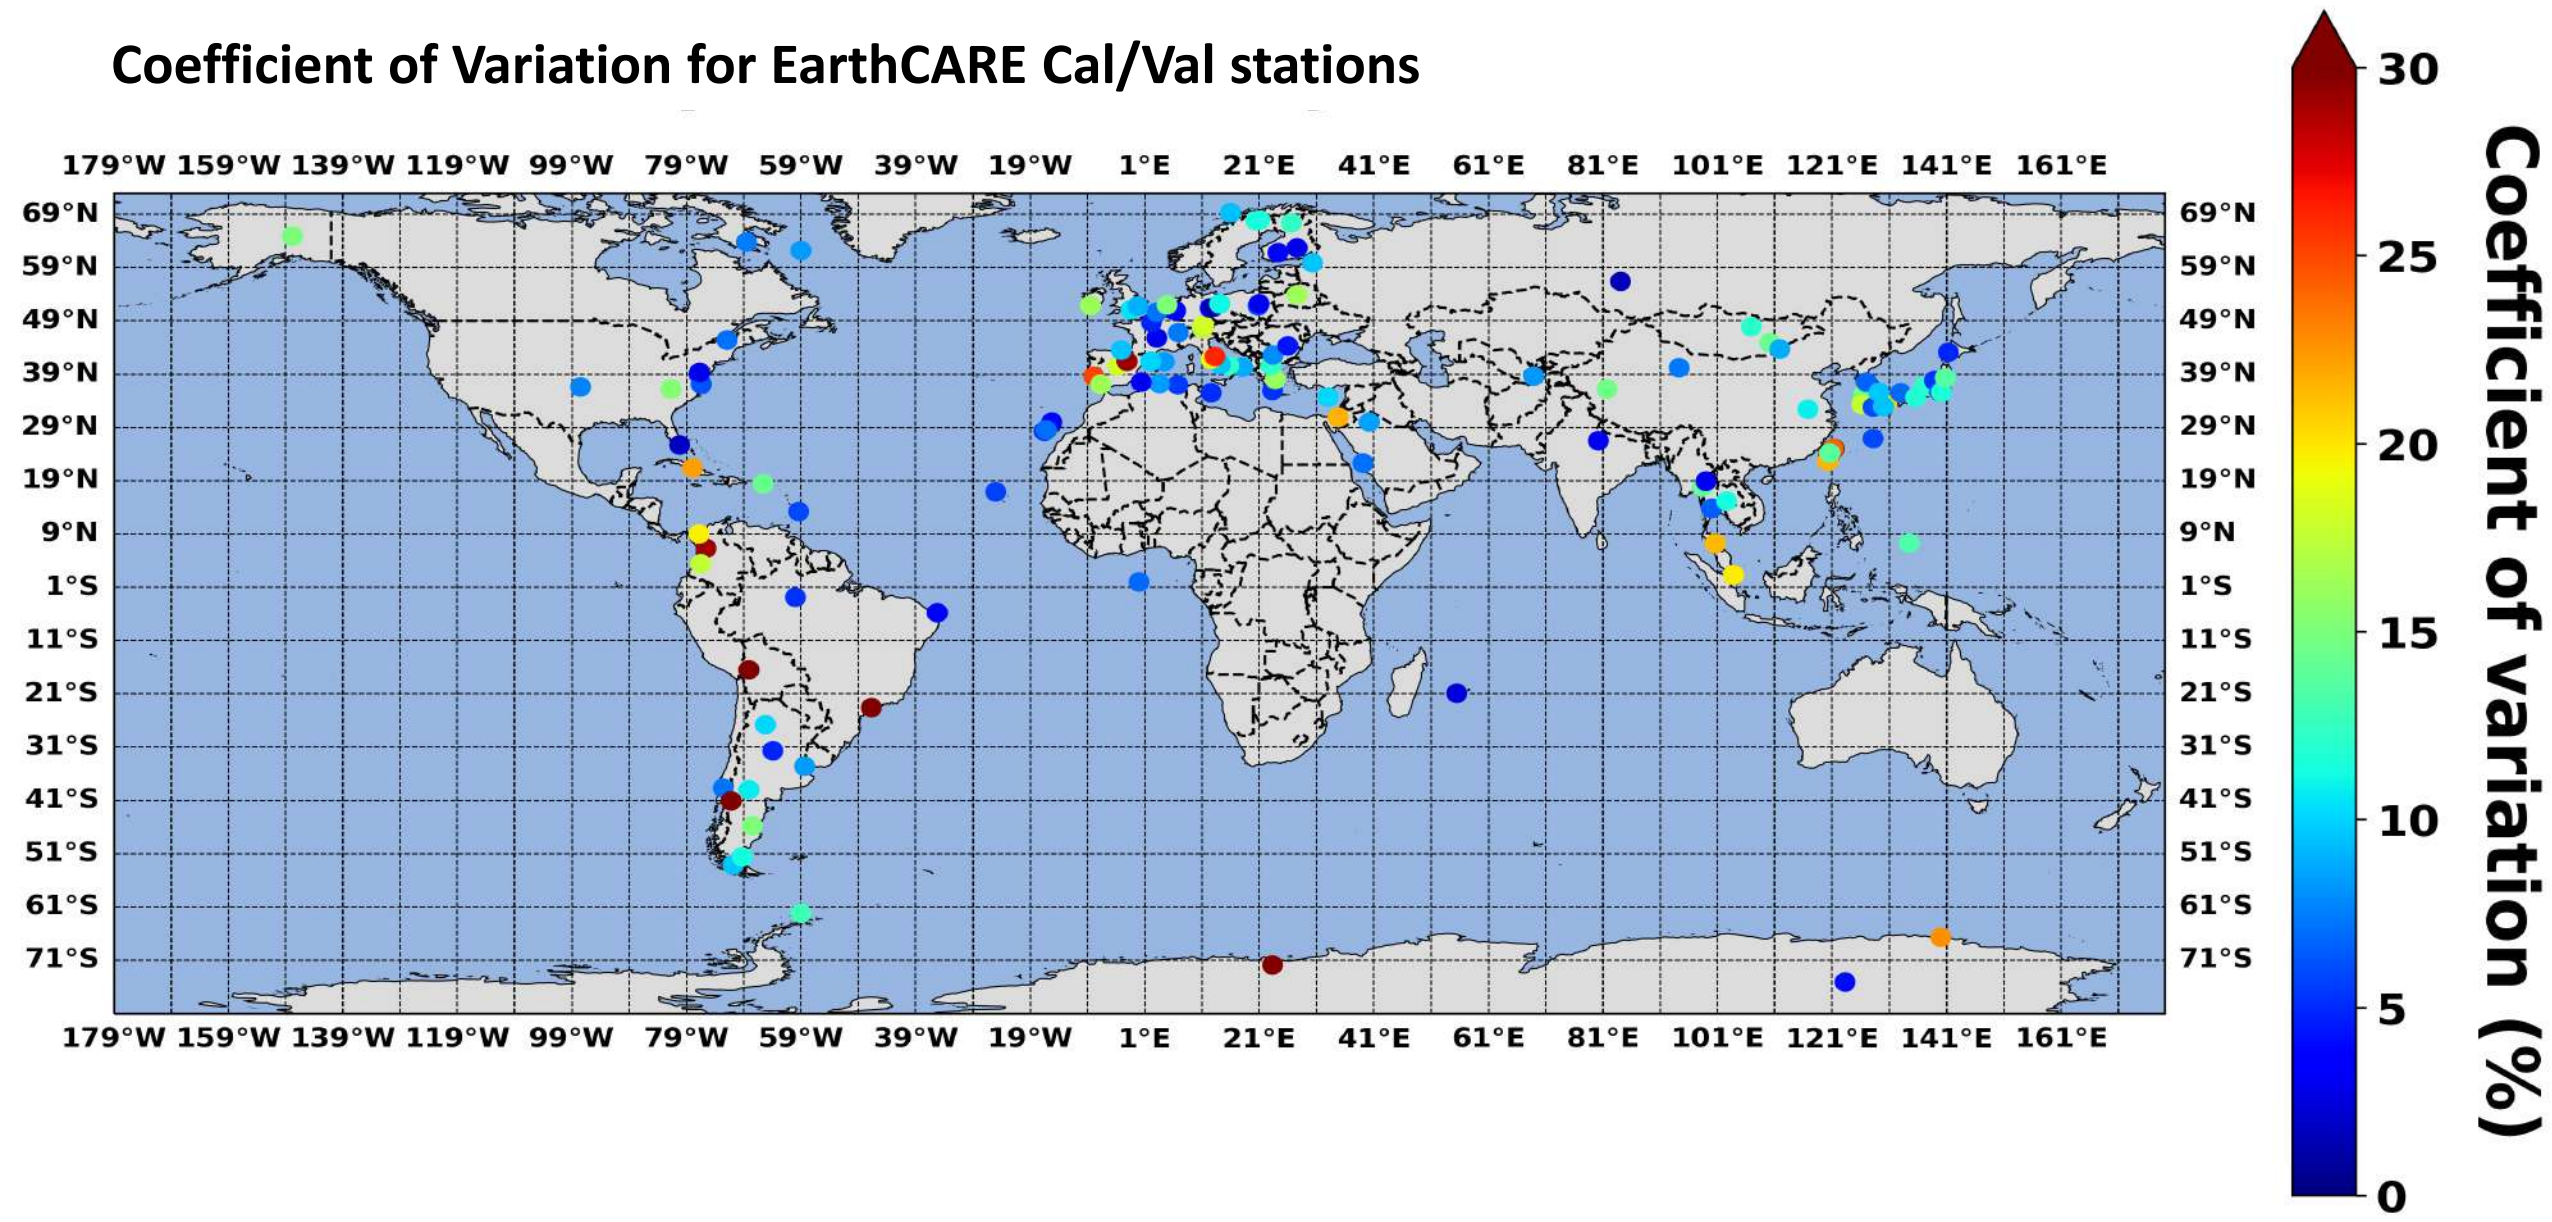 Coefficient of Variation for EarthCARE Cal/Val stations
179°W 159°W 139°W 119°W 99°W 79°W 59°W 39°W 19°W 1°E 21°E 41°E 61°E 81°E 101°E 121°E 141°E 161°E
69°N 69°N
59°N 59°N
49°N 49°N
39°N 39°N
29°N 29°N
19°N 19°N
9°N 9°N
1°S 1°S
11°S 11°S
21°S 21°S
31°S 31°S
41°S 41°S
51°S 51°S
61°S 61°S
71°S 71°S
179°W 159°W 139°W 119°W 99°W 79°W 59°W 39°W 19°W 1°E 21°E 41°E 61°E 81°E 101°E 121°E 141°E 161°E
30
25
20
15
10
5
0
Coefficient of variation (%)